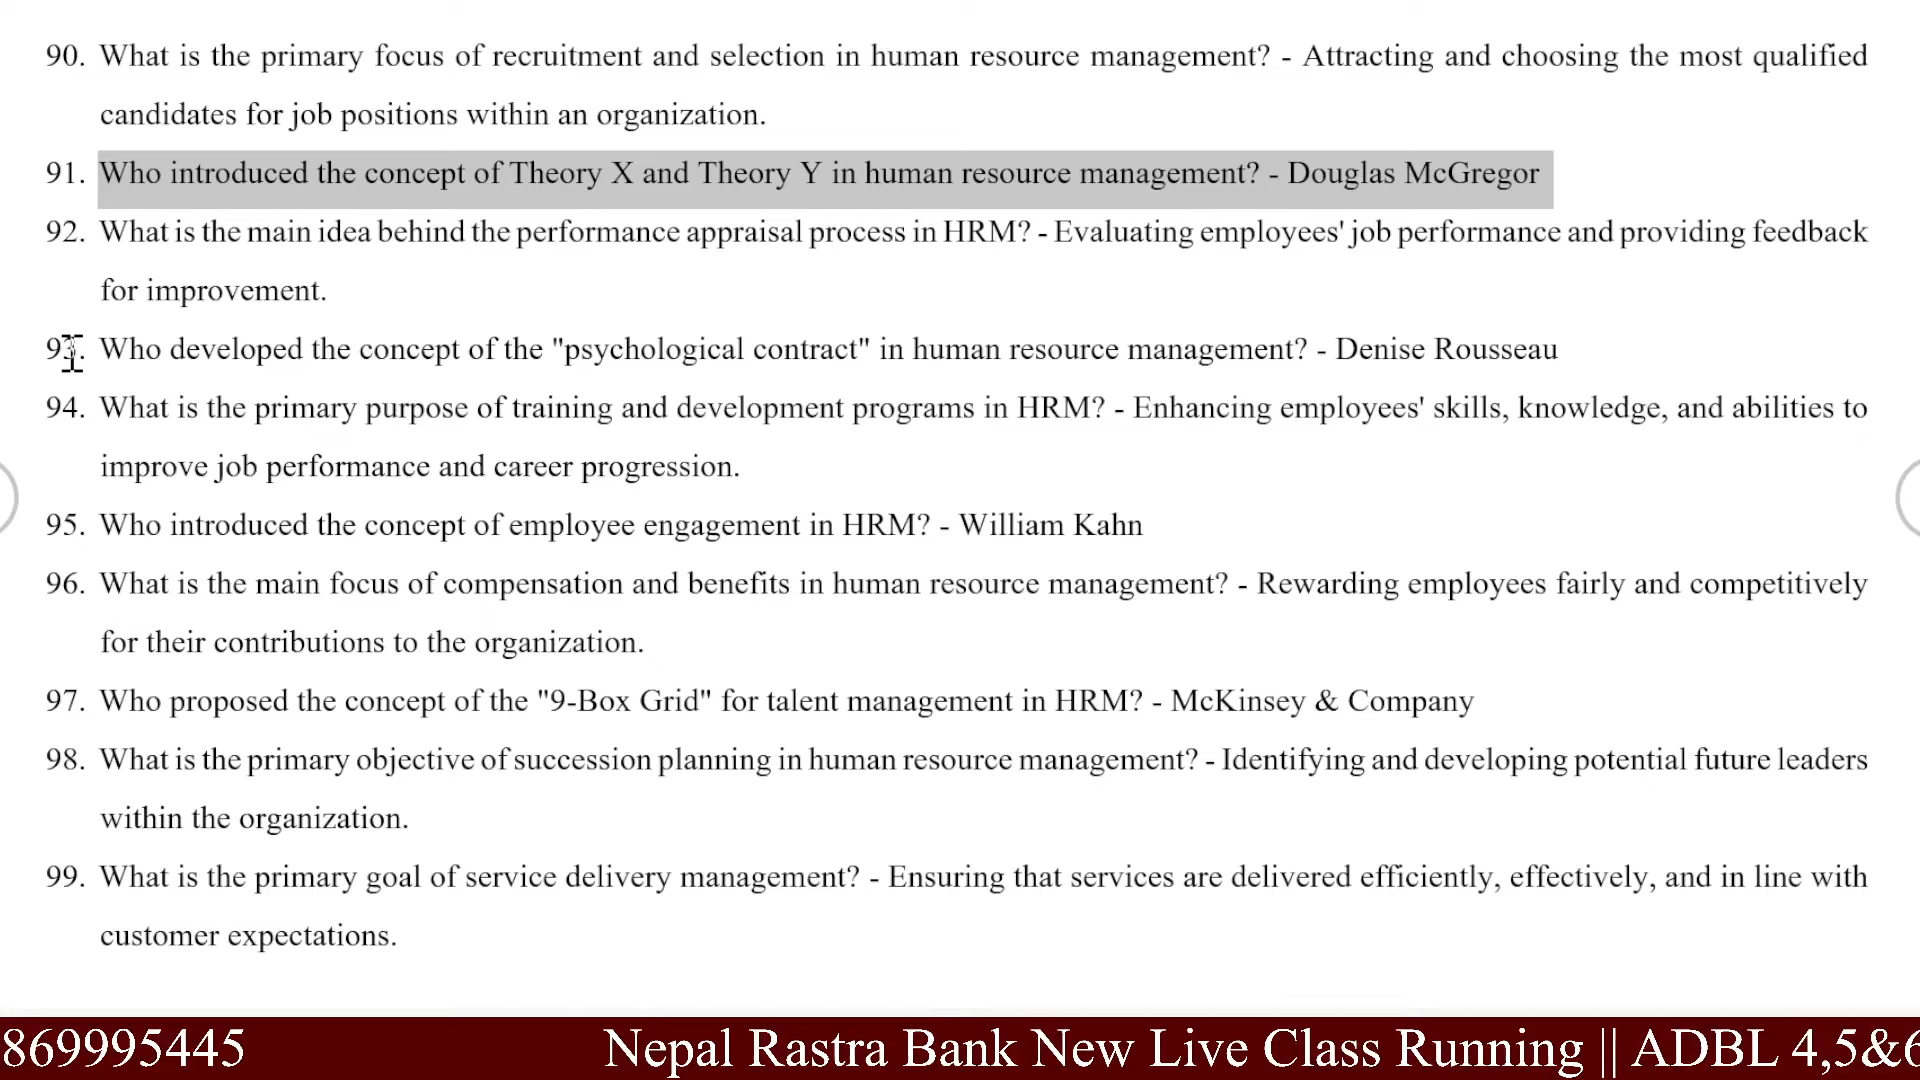 90. What is the primary focus of recruitment and selection in human resource management? - Attracting and choosing the most qualified
candidates for job positions within an organization.
91. Who introduced the concept of Theory X and Theory Y in human resource management? - Douglas McGregor
92. What is the main idea behind the performance appraisal process in HRM? - Evaluating employees' job performance and providing feedback
for improvement.
93. Who developed the concept of the "psychological contract" in human resource management? - Denise Rousseau
94. What is the primary purpose of training and development programs in HRM? - Enhancing employees' skills, knowledge, and abilities to
improve job performance and career progression.
95. Who introduced the concept of employee engagement in HRM? - William Kahn
96. What is the main focus of compensation and benefits in human resource management? - Rewarding employees fairly and competitively
for their contributions to the organization.
97. Who proposed the concept of the "9-Box Grid" for talent management in HRM? - McKinsey & Company
98. What is the primary objective of succession planning in human resource management? - Identifying and developing potential future leaders
within the organization.
99. What is the primary goal of service delivery management? - Ensuring that services are delivered efficiently, effectively, and in line with
customer expectations.
869995445 Nepal Rastra Bank New Live Class Running || ADBL 4,5&6